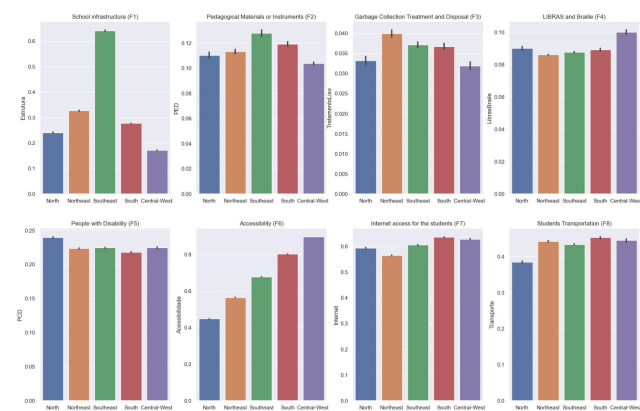 School infrastructure (F1)
Estrutura
0.6
0.5
0.4
0.3
0.2
0.1
0.0
North Northeast Southeast South Central-West
Pedagogical Materials or Instruments (F2)
PED
0.12
0.10
0.08
0.06
0.04
0.02
0.00
North Northeast Southeast South Central-West
Garbage Collection Treatment and Disposal (F3)
TratamentoLixo
0.040
0.035
0.030
0.025
0.020
0.015
0.010
0.005
0.000
North Northeast Southeast South Central-West
LIBRAS and Braille (F4)
LibrasBraile
0.10
0.08
0.06
0.04
0.02
0.00
North Northeast Southeast South Central-West
People with Disability (F5)
PCD
0.25
0.20
0.15
0.10
0.05
0.00
North Northeast Southeast South Central-West
Accessibility (F6)
Acessibilidade
0.8
0.6
0.4
0.2
0.0
North Northeast Southeast South Central-West
Internet access for the students (F7)
Internet
0.6
0.5
0.4
0.3
0.2
0.1
0.0
North Northeast Southeast South Central-West
Students Transportation (F8)
Transporte
0.4
0.3
0.2
0.1
0.0
North Northeast Southeast South Central-West